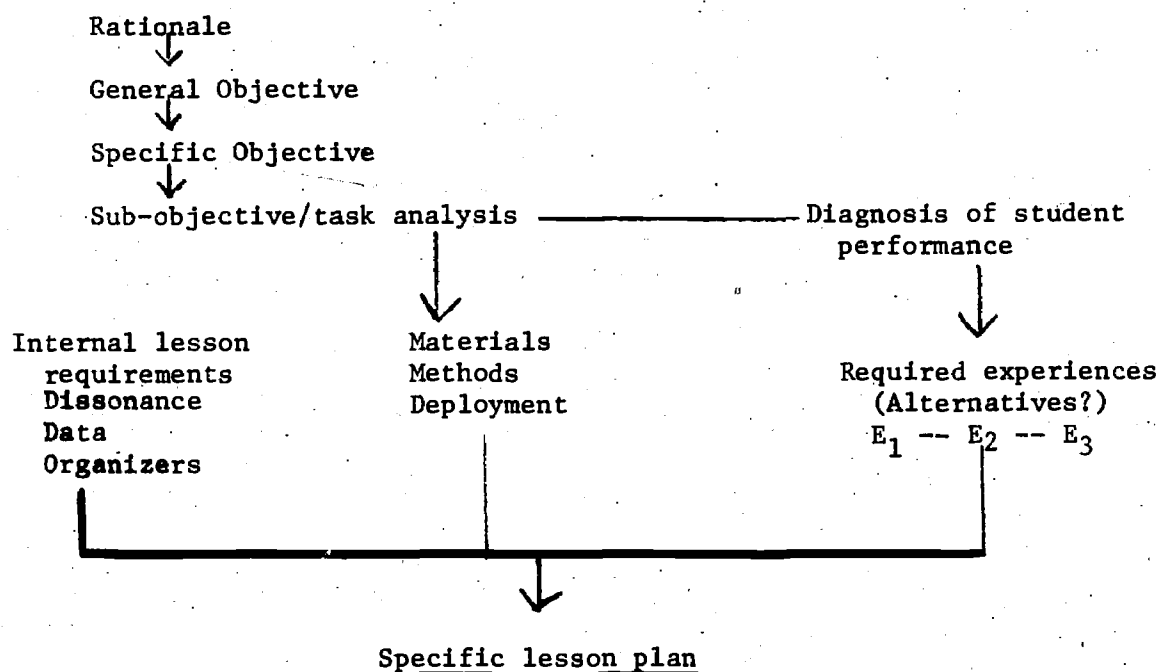 Rationale
General Objective
Specific Objective
Sub-objective/task analysis
Diagnosis of student
performance
Internal lesson
requirements
Dissonance
Data
Organizers
Materials
Methods
Deployment
Required experiences
(Alternatives?)
E1 -- E2 -- E3
Specific lesson plan